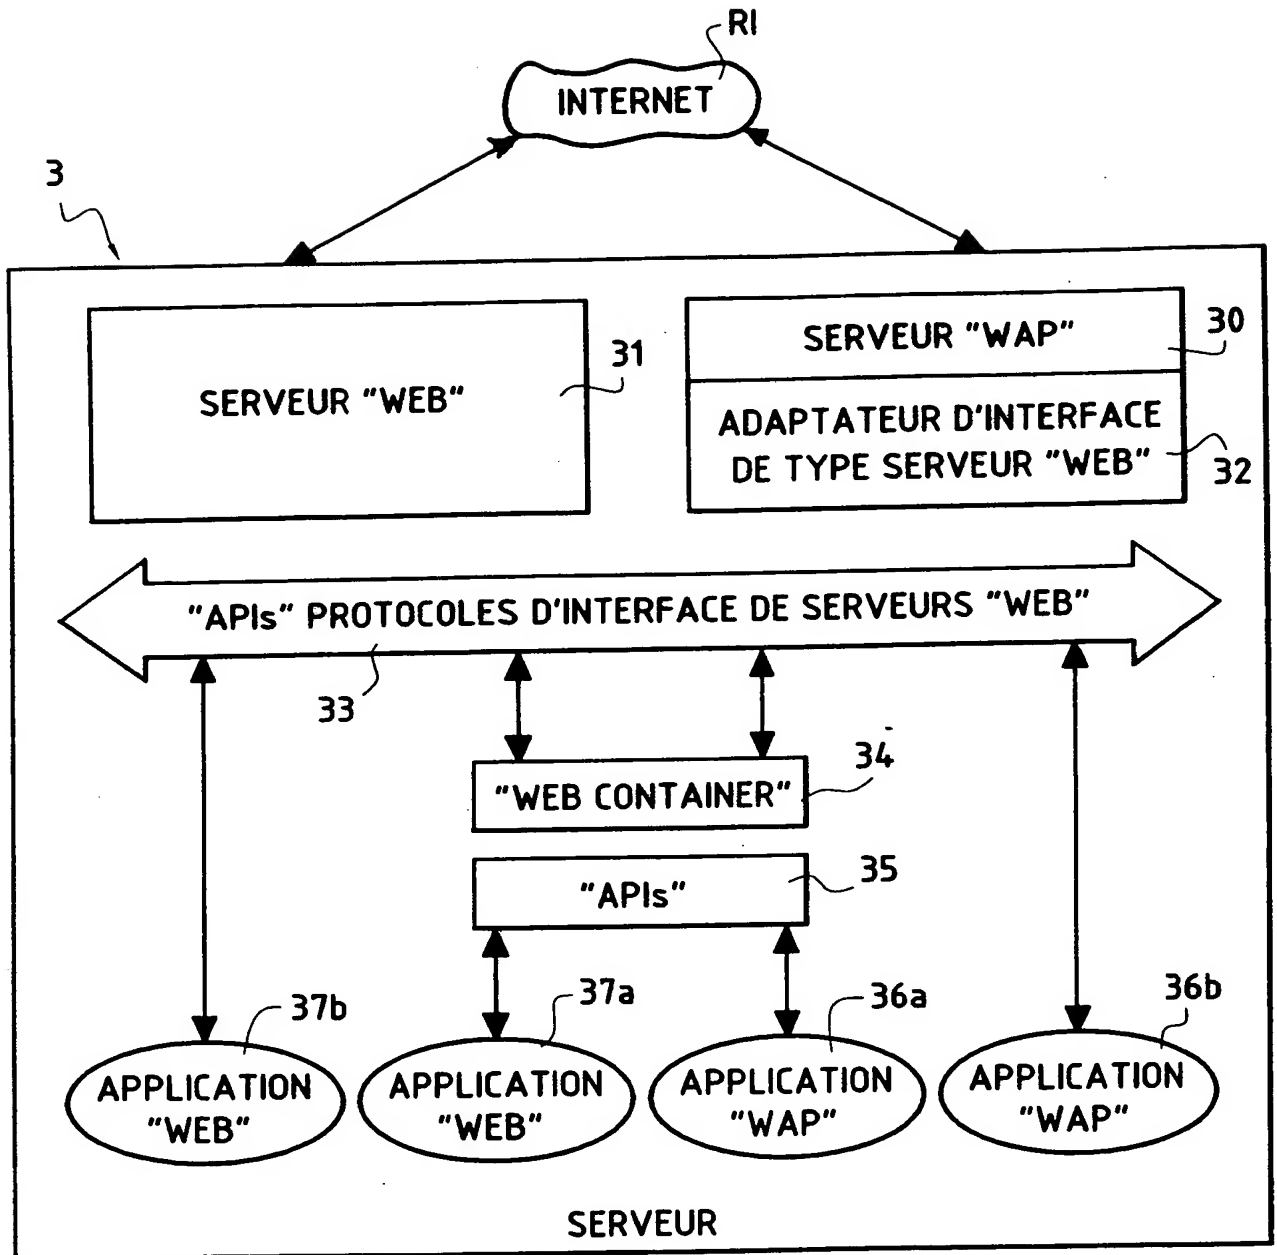 RI
INTERNET
3
SERVEUR "WEB"
31
SERVEUR "WAP"
30
ADAPTATEUR D'INTERFACE
DE TYPE SERVEUR "WEB"
32
"APIs" PROTOCOLES D'INTERFACE DE SERVEURS "WEB"
33
"WEB CONTAINER"
34
"APIs"
35
37b
37a
36a
36b
APPLICATION
"WEB"
APPLICATION
"WEB"
APPLICATION
"WAP"
APPLICATION
"WAP"
SERVEUR